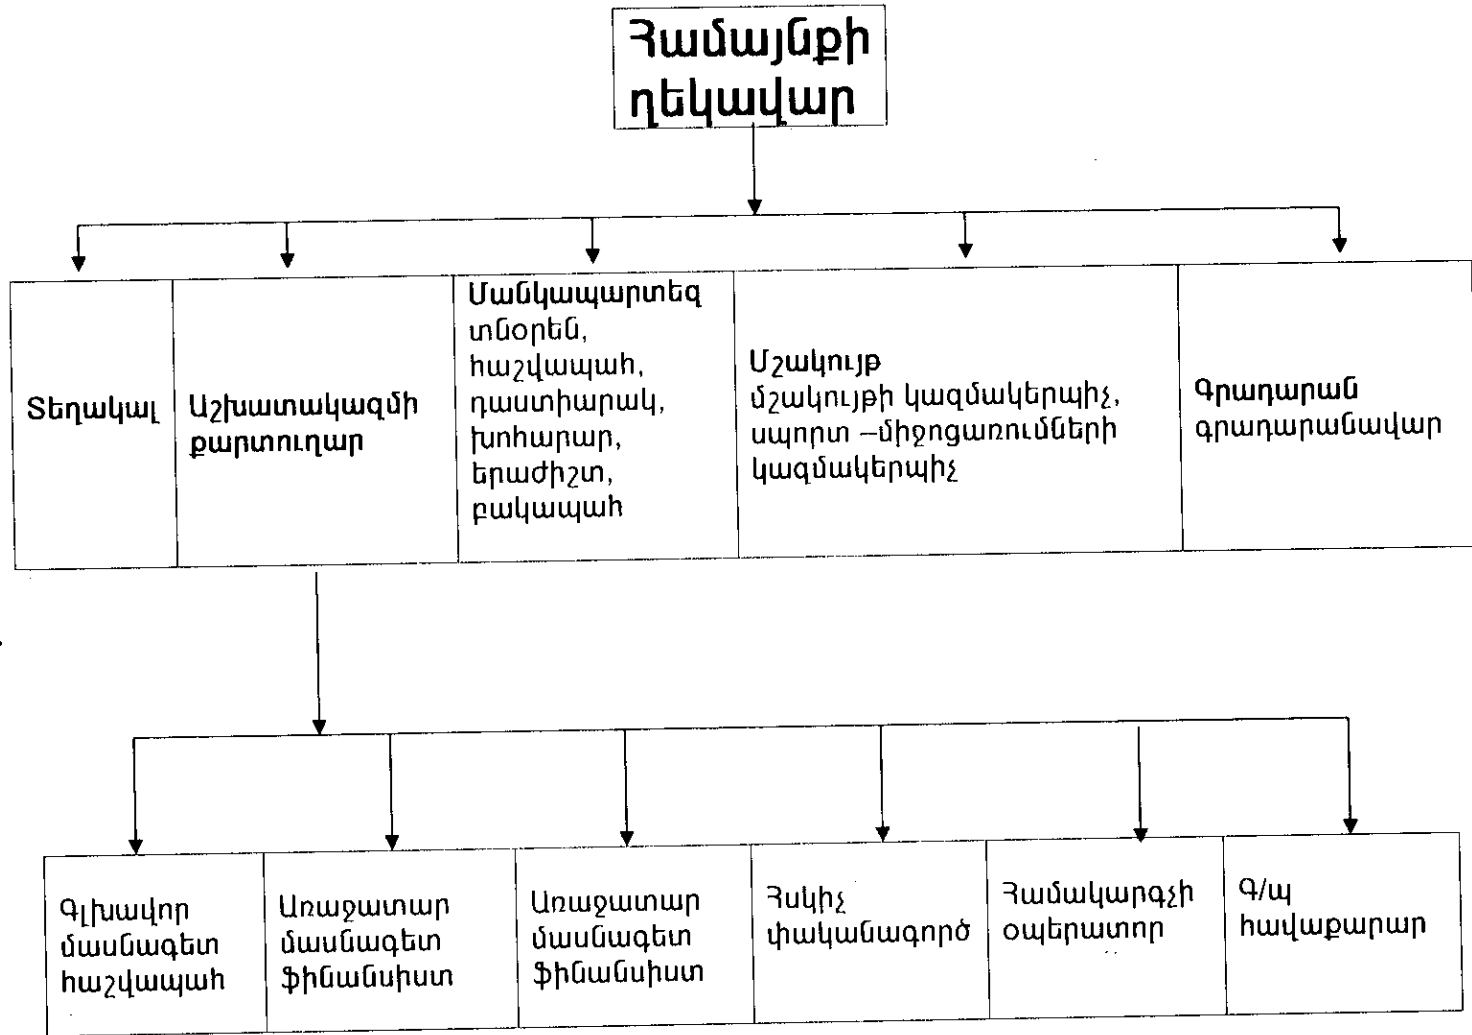 Համայնքի
ղեկավար
Տեղակալ
Աշխատակազմի
քարտուղար
Մանկապարտեզ
տնօրեն,
հաշվապահ,
դաստիարակ,
խոհարար,
երաժիշտ,
բակապահ
Մշակույթ
մշակույթի կազմակերպիչ,
սպորտ –միջոցառումների
կազմակերպիչ
Գրադարան
գրադարանավար
Գլխավոր
մասնագետ
հաշվապահ
Առաջատար
մասնագետ
ֆինանսիստ
Առաջատար
մասնագետ
ֆինանսիստ
Հսկիչ
փականագործ
Համակարգչի
օպերատոր
Գ/պ
հավաքարար